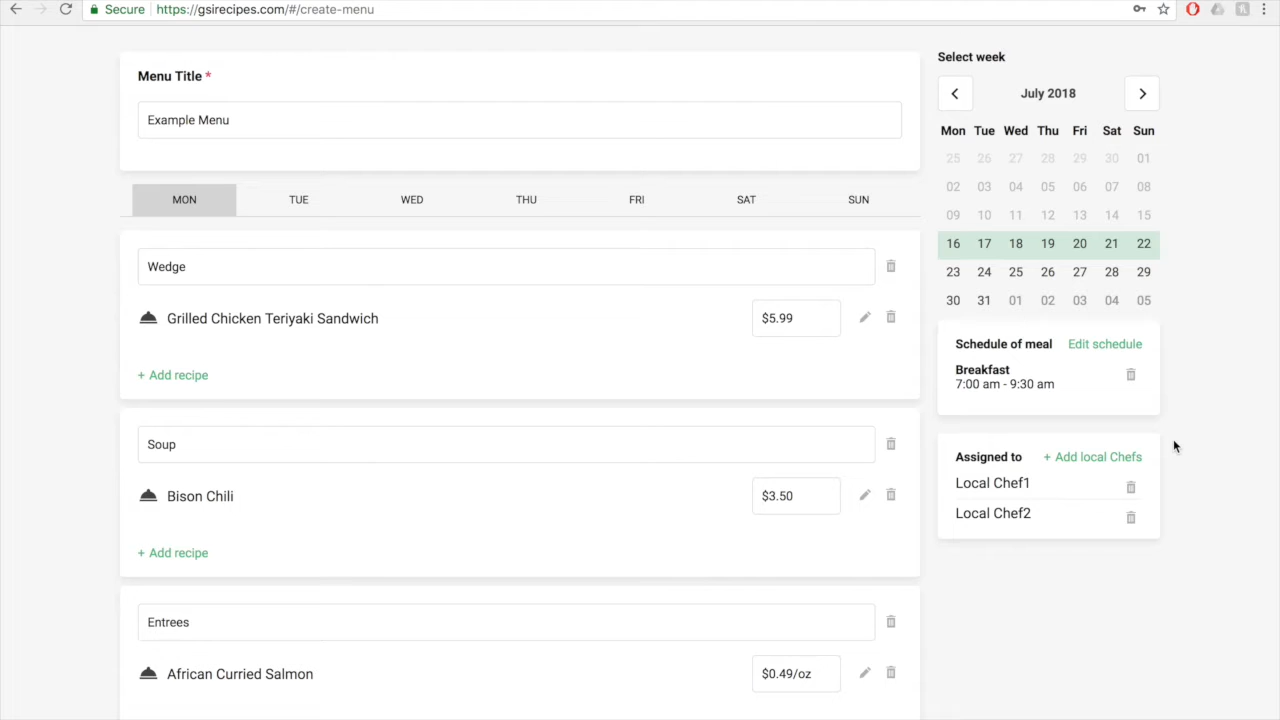 Secure https://gsirecipes.com/#/create-menu
Menu Title *
Example Menu
MON TUE WED THU FRI SAT SUN
Wedge
Grilled Chicken Teriyaki Sandwich $5.99
+ Add recipe
Soup
Bison Chili $3.50
+ Add recipe
Entrees
African Curried Salmon $0.49/oz
Select week
July 2018
Mon Tue Wed Thu Fri Sat Sun
25 26 27 28 29 30 01
02 03 04 05 06 07 08
09 10 11 12 13 14 15
16 17 18 19 20 21 22
23 24 25 26 27 28 29
30 31 01 02 03 04 05
Schedule of meal Edit schedule
Breakfast
7:00 am - 9:30 am
Assigned to + Add local Chefs
Local Chef1
Local Chef2